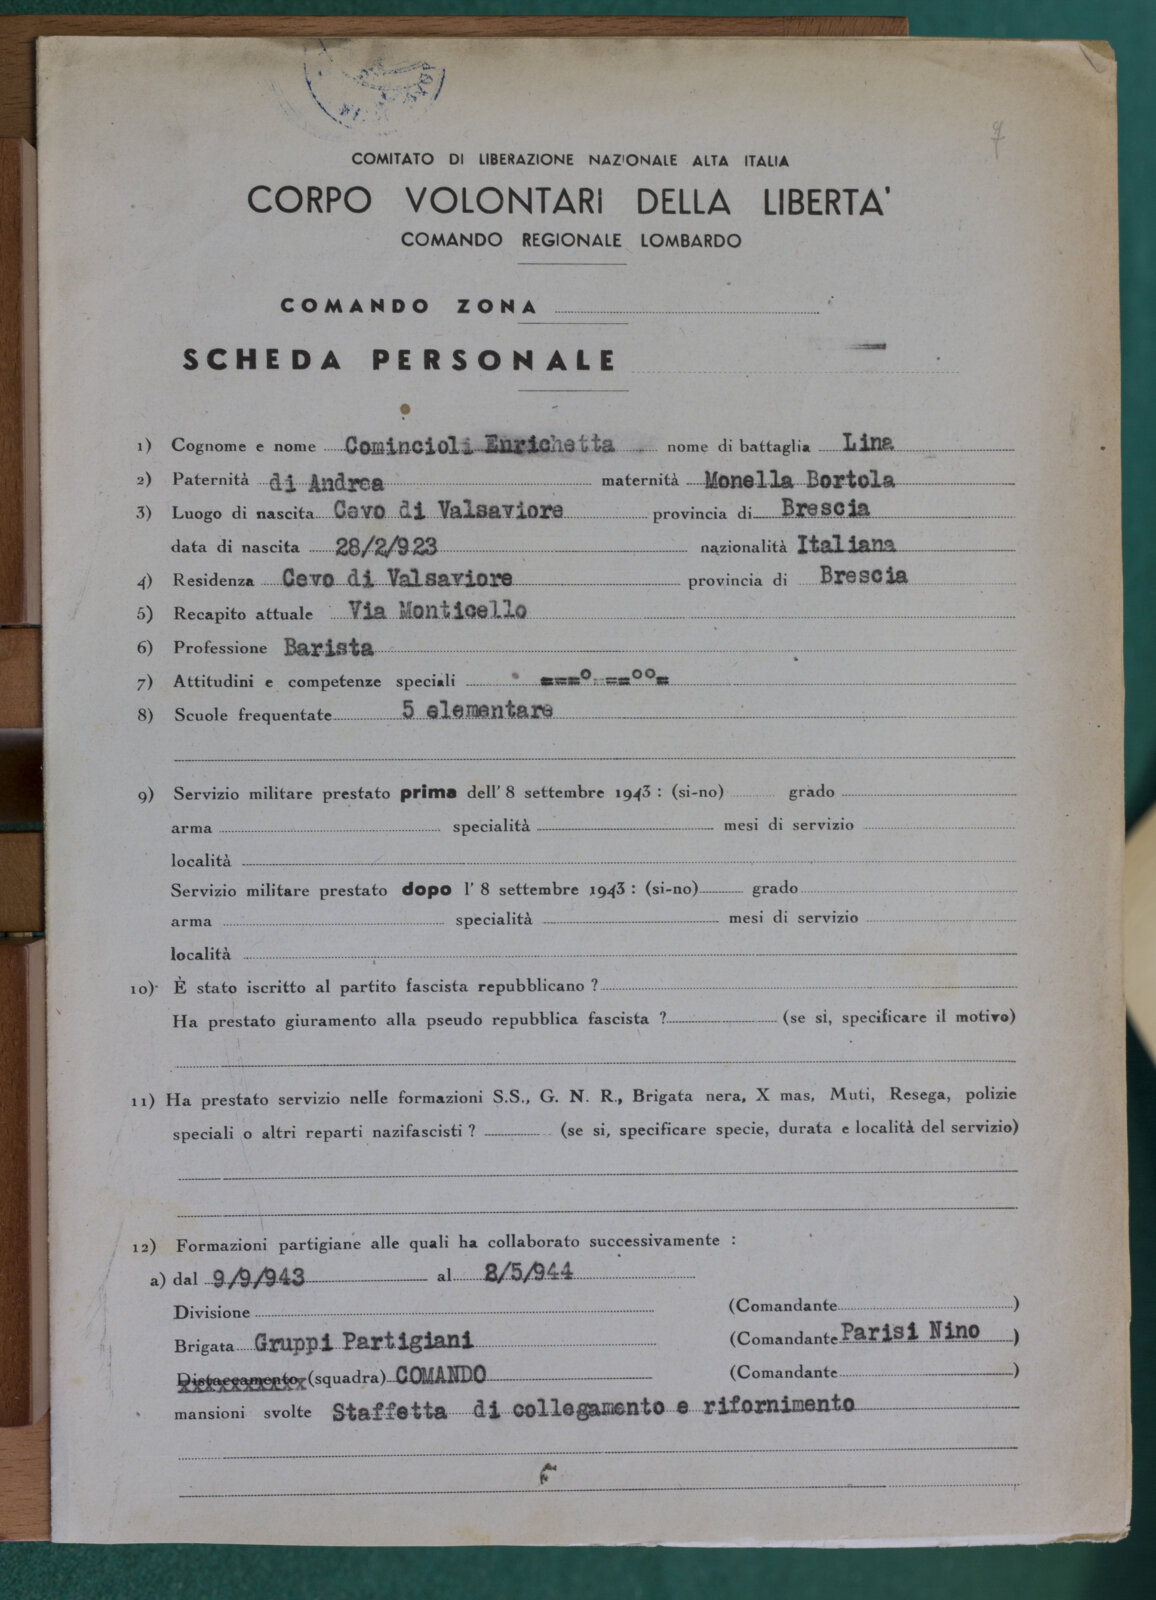 COMITATO DI LIBERAZIONE NAZIONALE ALTA ITALIA
CORPO VOLONTARI DELLA LIBERTA'
COMANDO REGIONALE LOMBARDO
COMANDO ZONA
SCHEDA PERSONALE
1) Cognome e nome Comincioli Enrichetta nome di battaglia Lina
2) Paternità di Andrea maternità Monella Bortola
3) Luogo di nascita Cevo di Valsaviore provincia di Brescia
data di nascita 28/2/923 nazionalità Italiana
4) Residenza Cevo di Valsaviore provincia di Brescia
5) Recapito attuale Via Monticello
6) Professione Barista
7) Attitudini e competenze speciali ===°==°°=
8) Scuole frequentate 5 elementare
9) Servizio militare prestato prima dell' 8 settembre 1943 : (si-no) grado
arma specialità mesi di servizio
località
Servizio militare prestato dopo l' 8 settembre 1943 : (si-no) grado
arma specialità mesi di servizio
località
10) È stato iscritto al partito fascista repubblicano ?
Ha prestato giuramento alla pseudo repubblica fascista ? (se si, specificare il motivo)
11) Ha prestato servizio nelle formazioni S.S., G. N. R., Brigata nera, X mas, Muti, Resega, polizie
speciali o altri reparti nazifascisti ? (se si, specificare specie, durata e località del servizio)
12) Formazioni partigiane alle quali ha collaborato successivamente :
a) dal 9/9/943 al 8/5/944
Divisione (Comandante )
Brigata Gruppi Partigiani (Comandante Parisi Nino )
Distaccamento (squadra) COMANDO (Comandante )
mansioni svolte Staffetta di collegamento e rifornimento